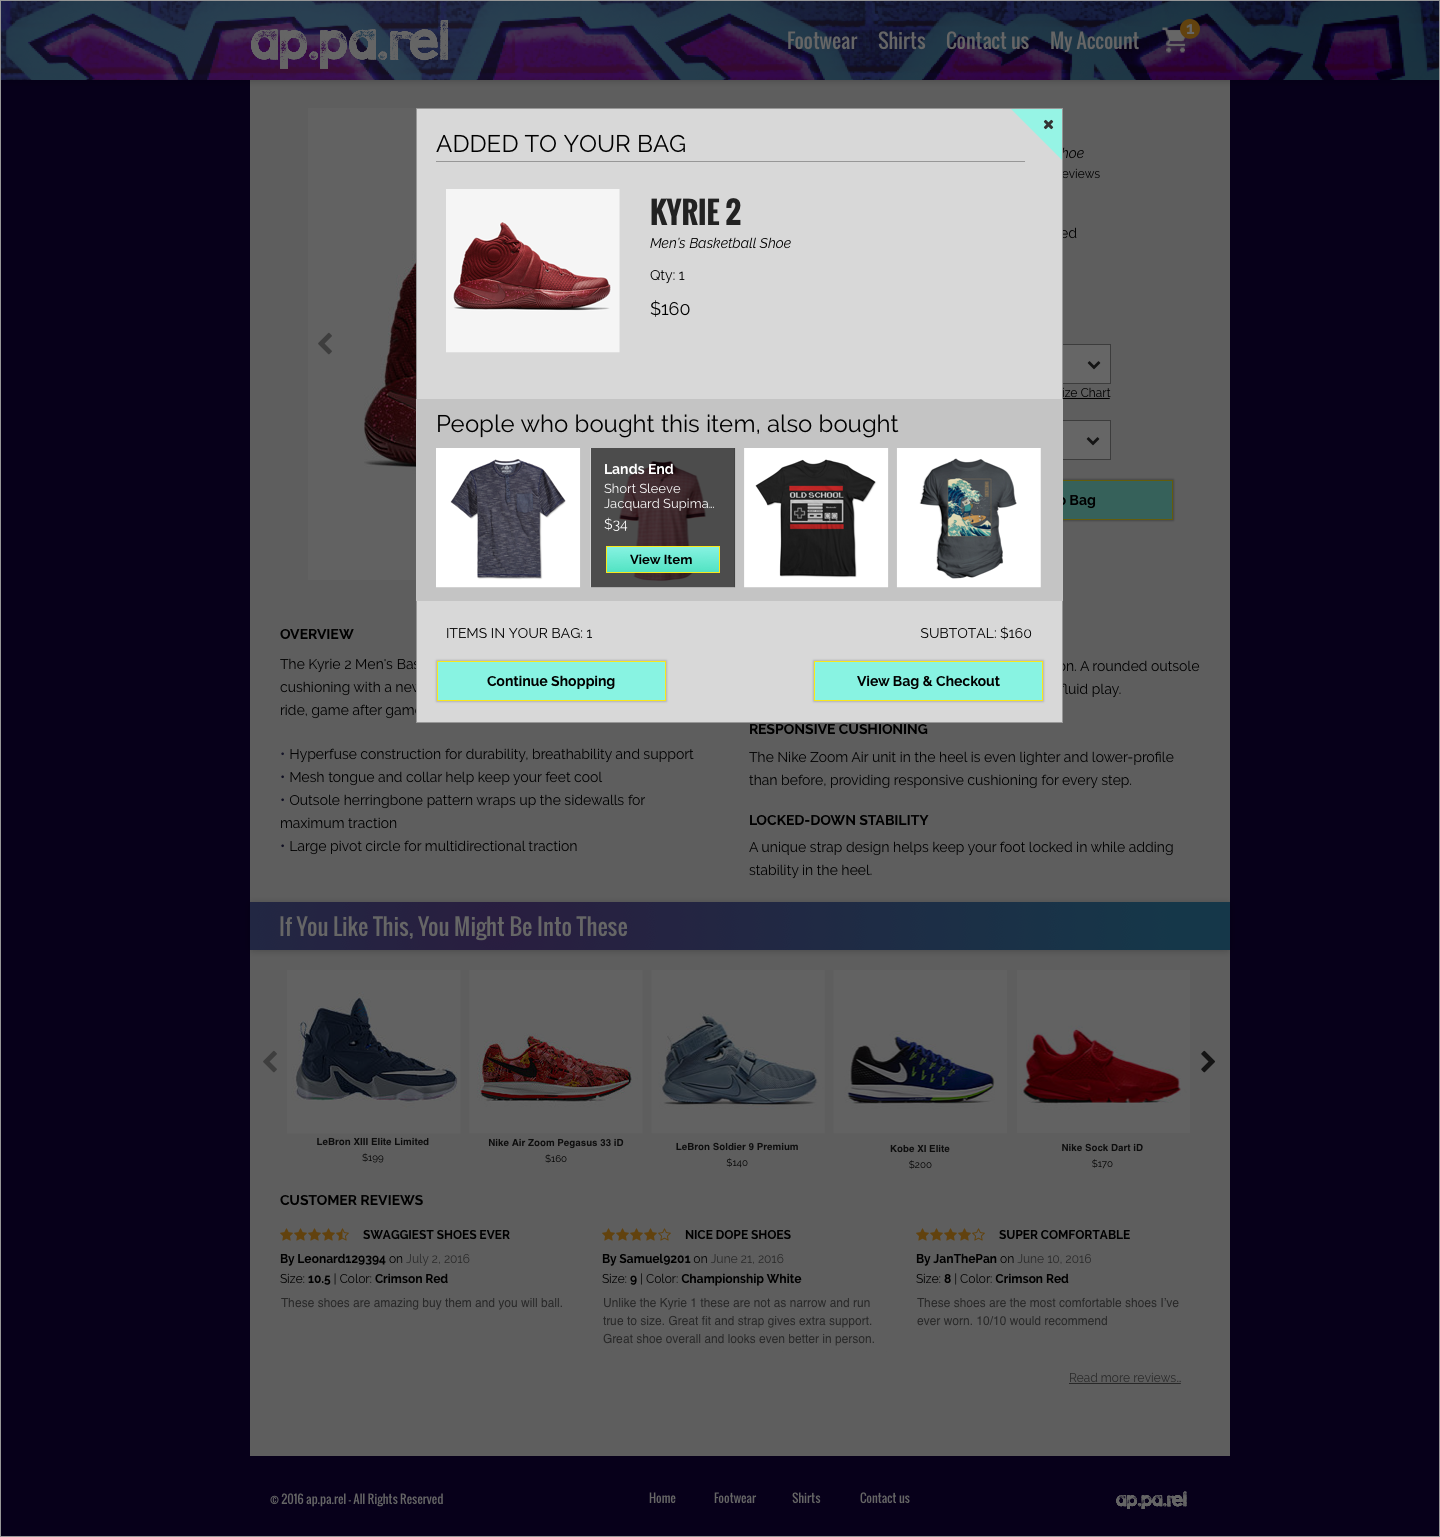 ap.pa.rel
Footwear
Shirts
Contact us
My Account
1
ADDED TO YOUR BAG
KYRIE 2
Men's Basketball Shoe
Qty: 1
$160
hoe
eviews
ed
ize Chart
Bag
People who bought this item, also bought
Lands End
Short Sleeve
Jacquard Supima...
$34
View Item
OLD SCHOOL
ITEMS IN YOUR BAG: 1
SUBTOTAL: $160
Continue Shopping
View Bag & Checkout
OVERVIEW
The Kyrie 2 Men's Bas
cushioning with a nev
ride, game after gam
• Hyperfuse construction for durability, breathability and support
• Mesh tongue and collar help keep your feet cool
• Outsole herringbone pattern wraps up the sidewalls for
maximum traction
• Large pivot circle for multidirectional traction
on. A rounded outsole
fluid play.
RESPONSIVE CUSHIONING
The Nike Zoom Air unit in the heel is even lighter and lower-profile
than before, providing responsive cushioning for every step.
LOCKED-DOWN STABILITY
A unique strap design helps keep your foot locked in while adding
stability in the heel.
If You Like This, You Might Be Into These
LeBron XIII Elite Limited
$199
Nike Air Zoom Pegasus 33 iD
$160
LeBron Soldier 9 Premium
$140
Kobe XI Elite
$200
Nike Sock Dart iD
$170
CUSTOMER REVIEWS
SWAGGIEST SHOES EVER
By Leonard129394 on July 2, 2016
Size: 10.5 | Color: Crimson Red
These shoes are amazing buy them and you will ball.
NICE DOPE SHOES
By Samuel9201 on June 21, 2016
Size: 9 | Color: Championship White
Unlike the Kyrie 1 these are not as narrow and run
true to size. Great fit and strap gives extra support.
Great shoe overall and looks even better in person.
SUPER COMFORTABLE
By JanThePan on June 10, 2016
Size: 8 | Color: Crimson Red
These shoes are the most comfortable shoes I've
ever worn. 10/10 would recommend
Read more reviews...
© 2016 ap.pa.rel - All Rights Reserved
Home
Footwear
Shirts
Contact us
ap.pa.rel